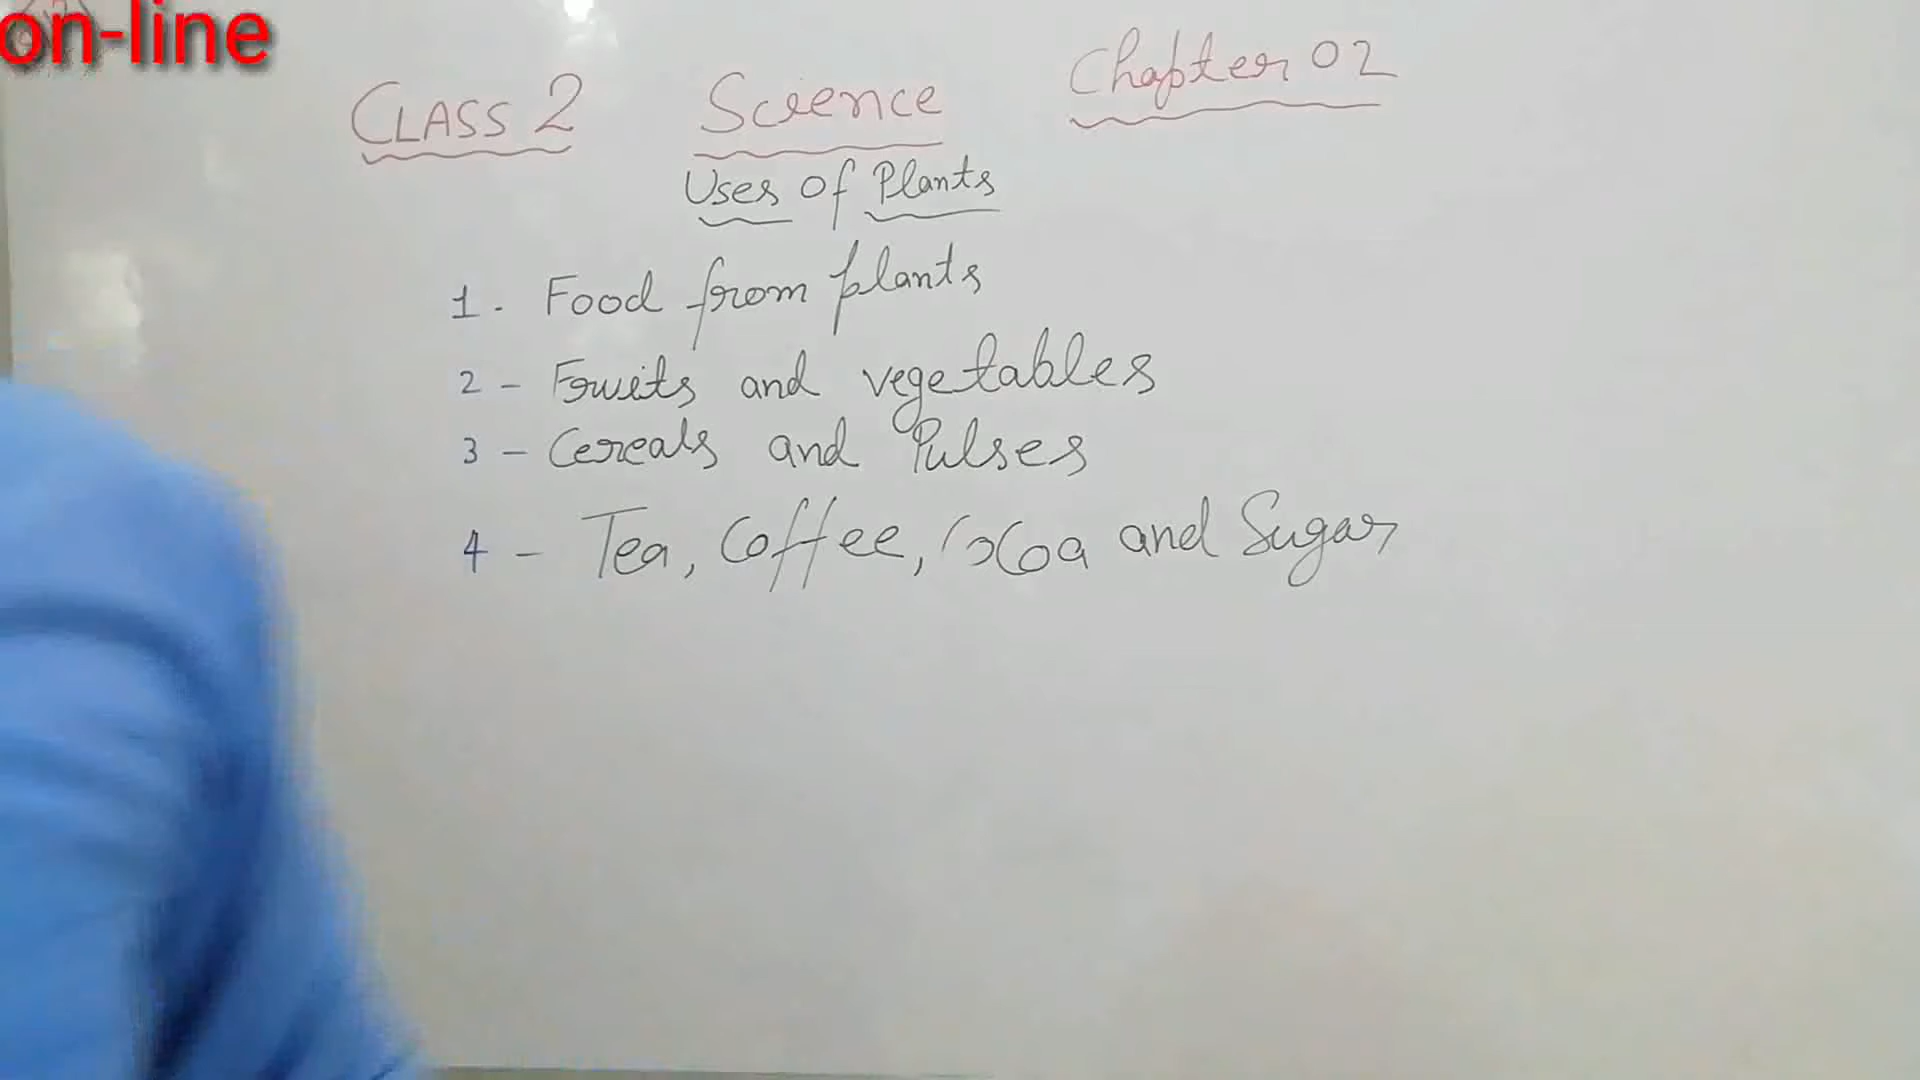 on-line
CLASS 2 Science Chapter 02
Uses of Plants
1. Food from plants
2 - Fruits and vegetables
3 - Cereals and Pulses
4 - Tea, Coffee, Cocoa and Sugar